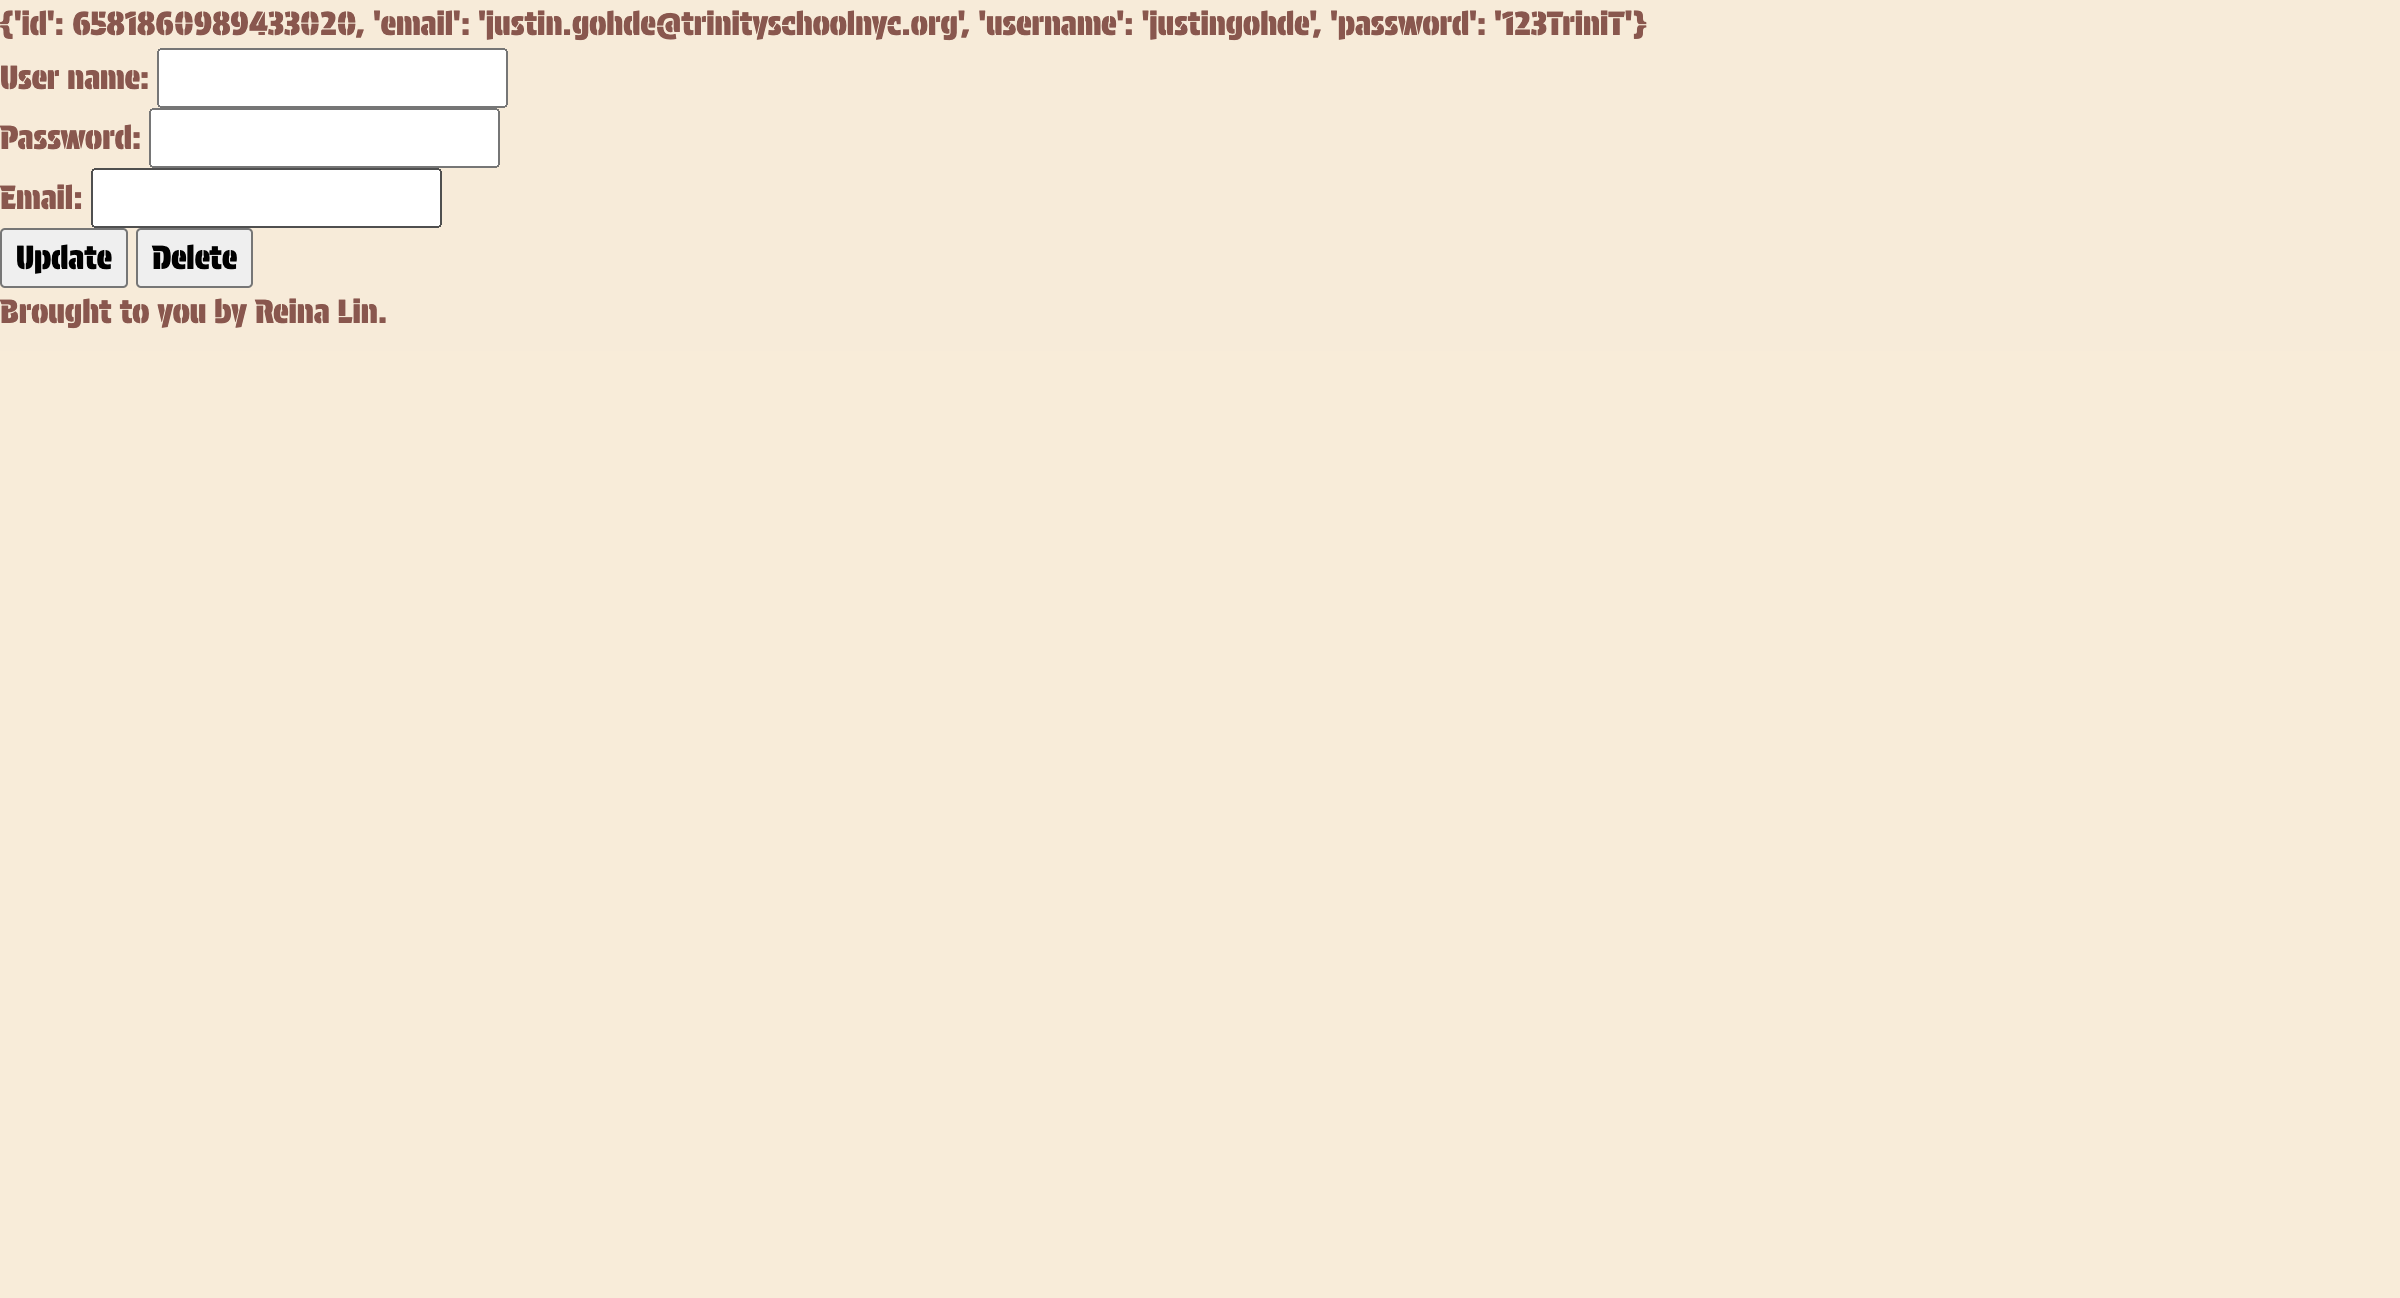 {'id': 6581860989433020, 'email': 'justin.gohde@trinityschoolnyc.org', 'username': 'justingohde', 'password': '123TriniT'}
User name:
Password:
Email:
Update Delete
Brought to you by Reina Lin.